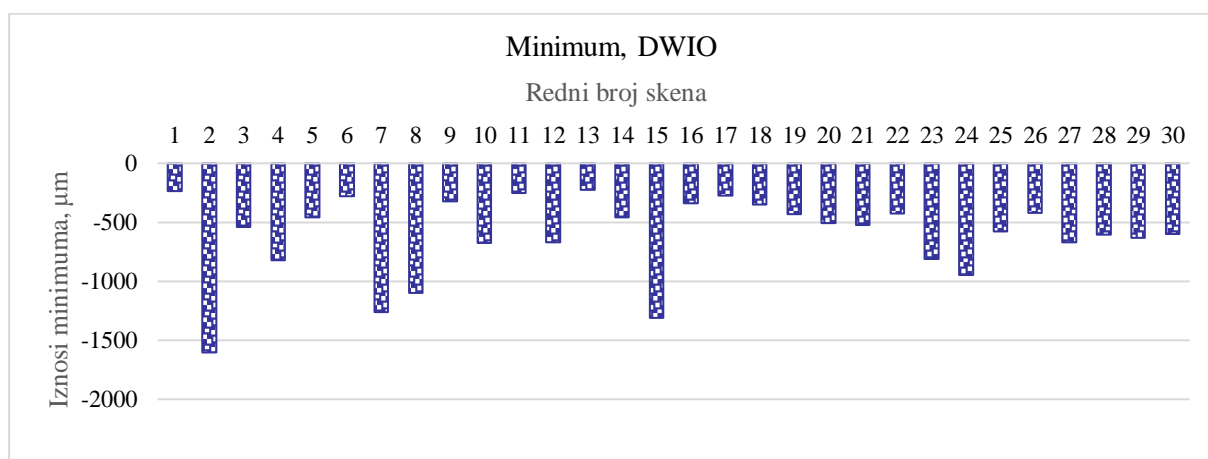 Minimum, DWIO
Redni broj skena
1 2 3 4 5 6 7 8 9 10 11 12 13 14 15 16 17 18 19 20 21 22 23 24 25 26 27 28 29 30
0
-500
-1000
-1500
-2000
Iznosi minimuma, µm